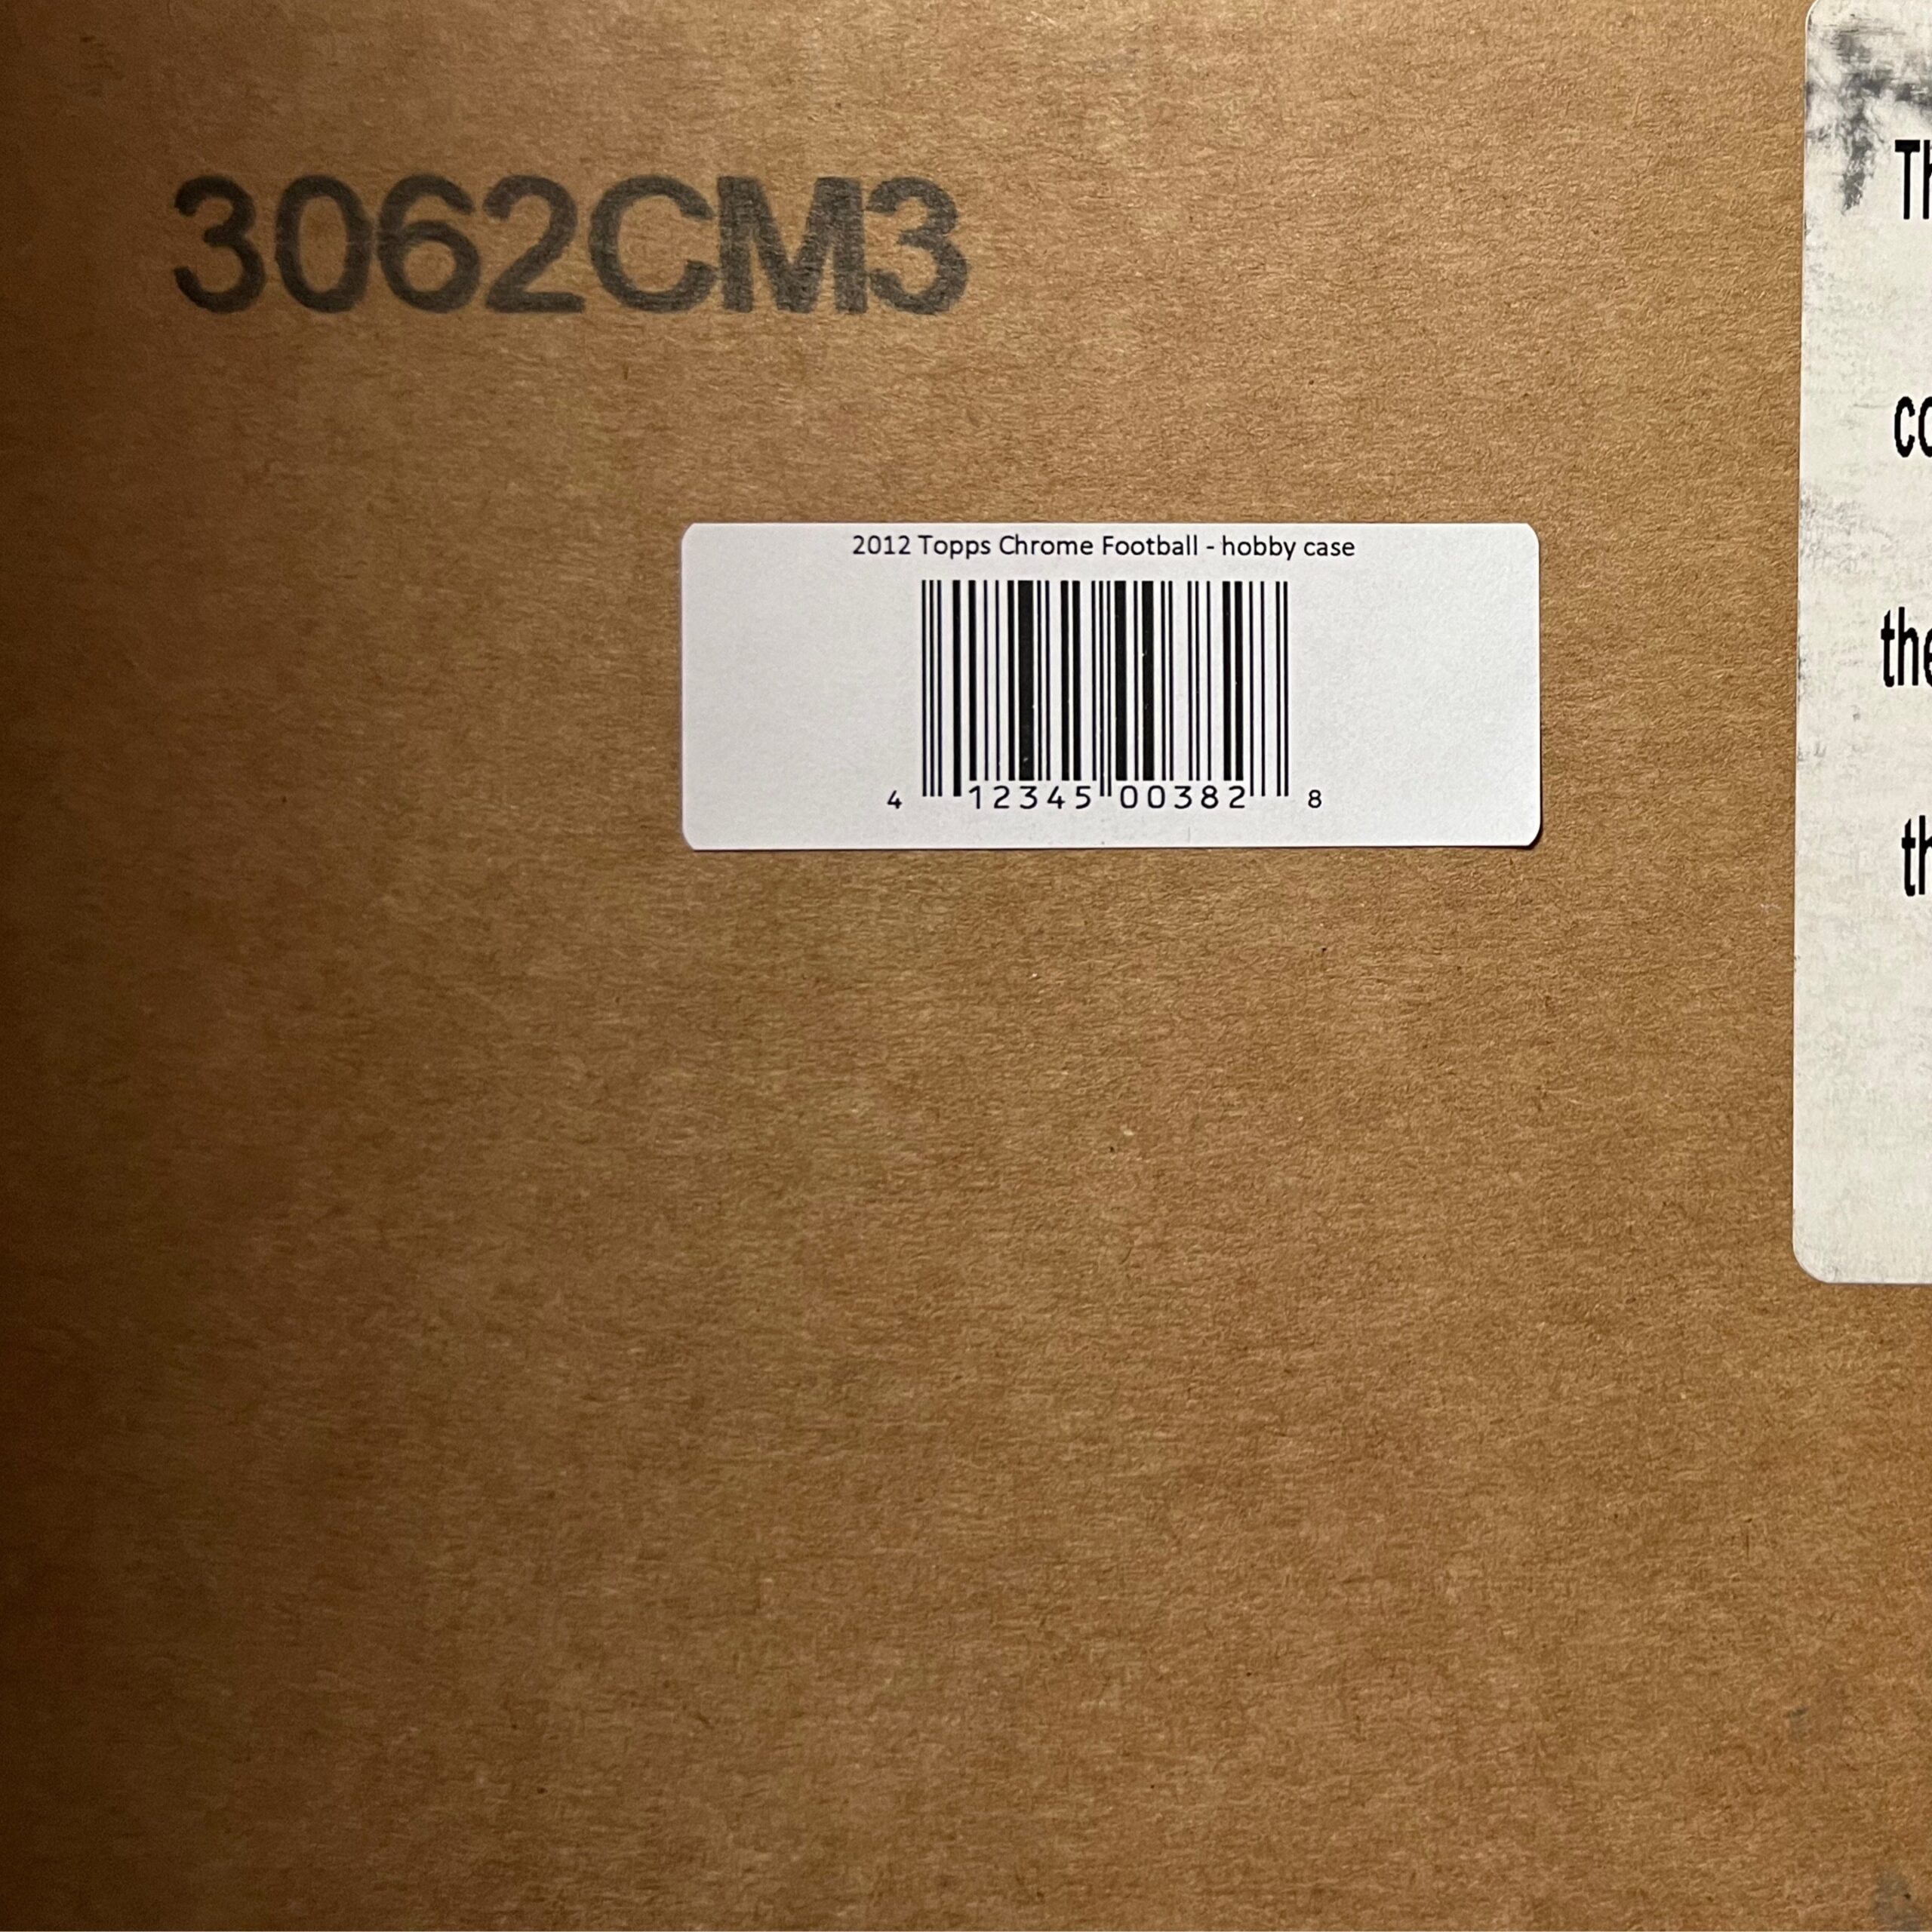 3062CM3
2012 Topps Chrome Football - hobby case
4 12345 00382 8